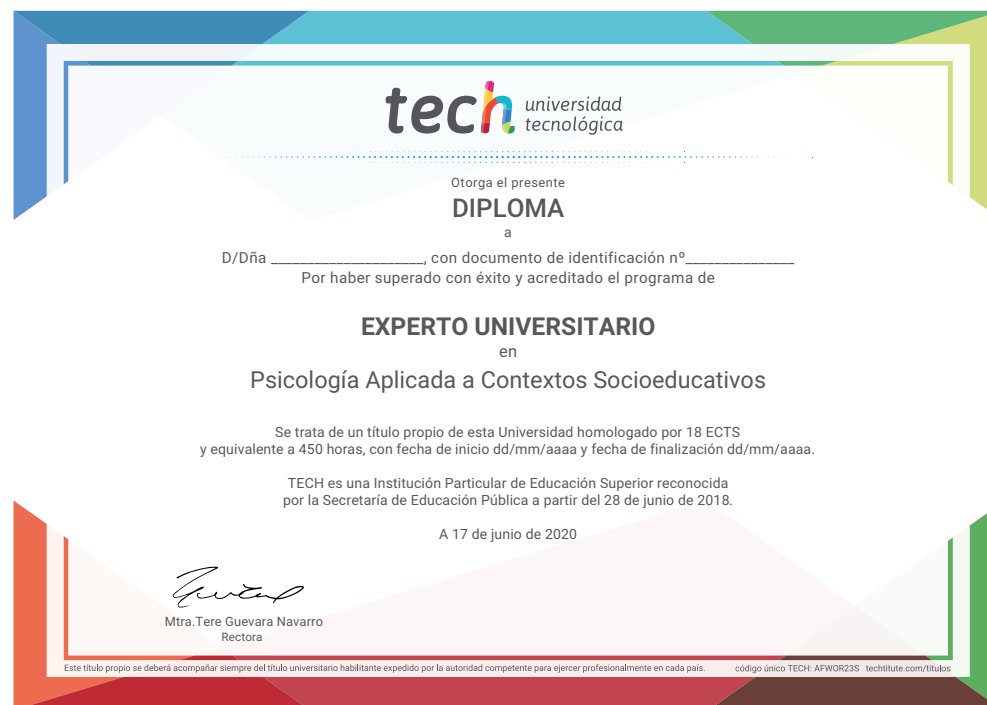 tech universidad
tecnológica
Otorga el presente
DIPLOMA
a
D/Dña _____________________, con documento de identificación nº_______________
Por haber superado con éxito y acreditado el programa de
EXPERTO UNIVERSITARIO
en
Psicología Aplicada a Contextos Socioeducativos
Se trata de un título propio de esta Universidad homologado por 18 ECTS
y equivalente a 450 horas, con fecha de inicio dd/mm/aaaa y fecha de finalización dd/mm/aaaa.
TECH es una Institución Particular de Educación Superior reconocida
por la Secretaría de Educación Pública a partir del 28 de junio de 2018.
A 17 de junio de 2020
Mtra.Tere Guevara Navarro
Rectora
Este título propio se deberá acompañar siempre del título universitario habilitante expedido por la autoridad competente para ejercer profesionalmente en cada país. código único TECH: AFWOR23S techtitute.com/titulos